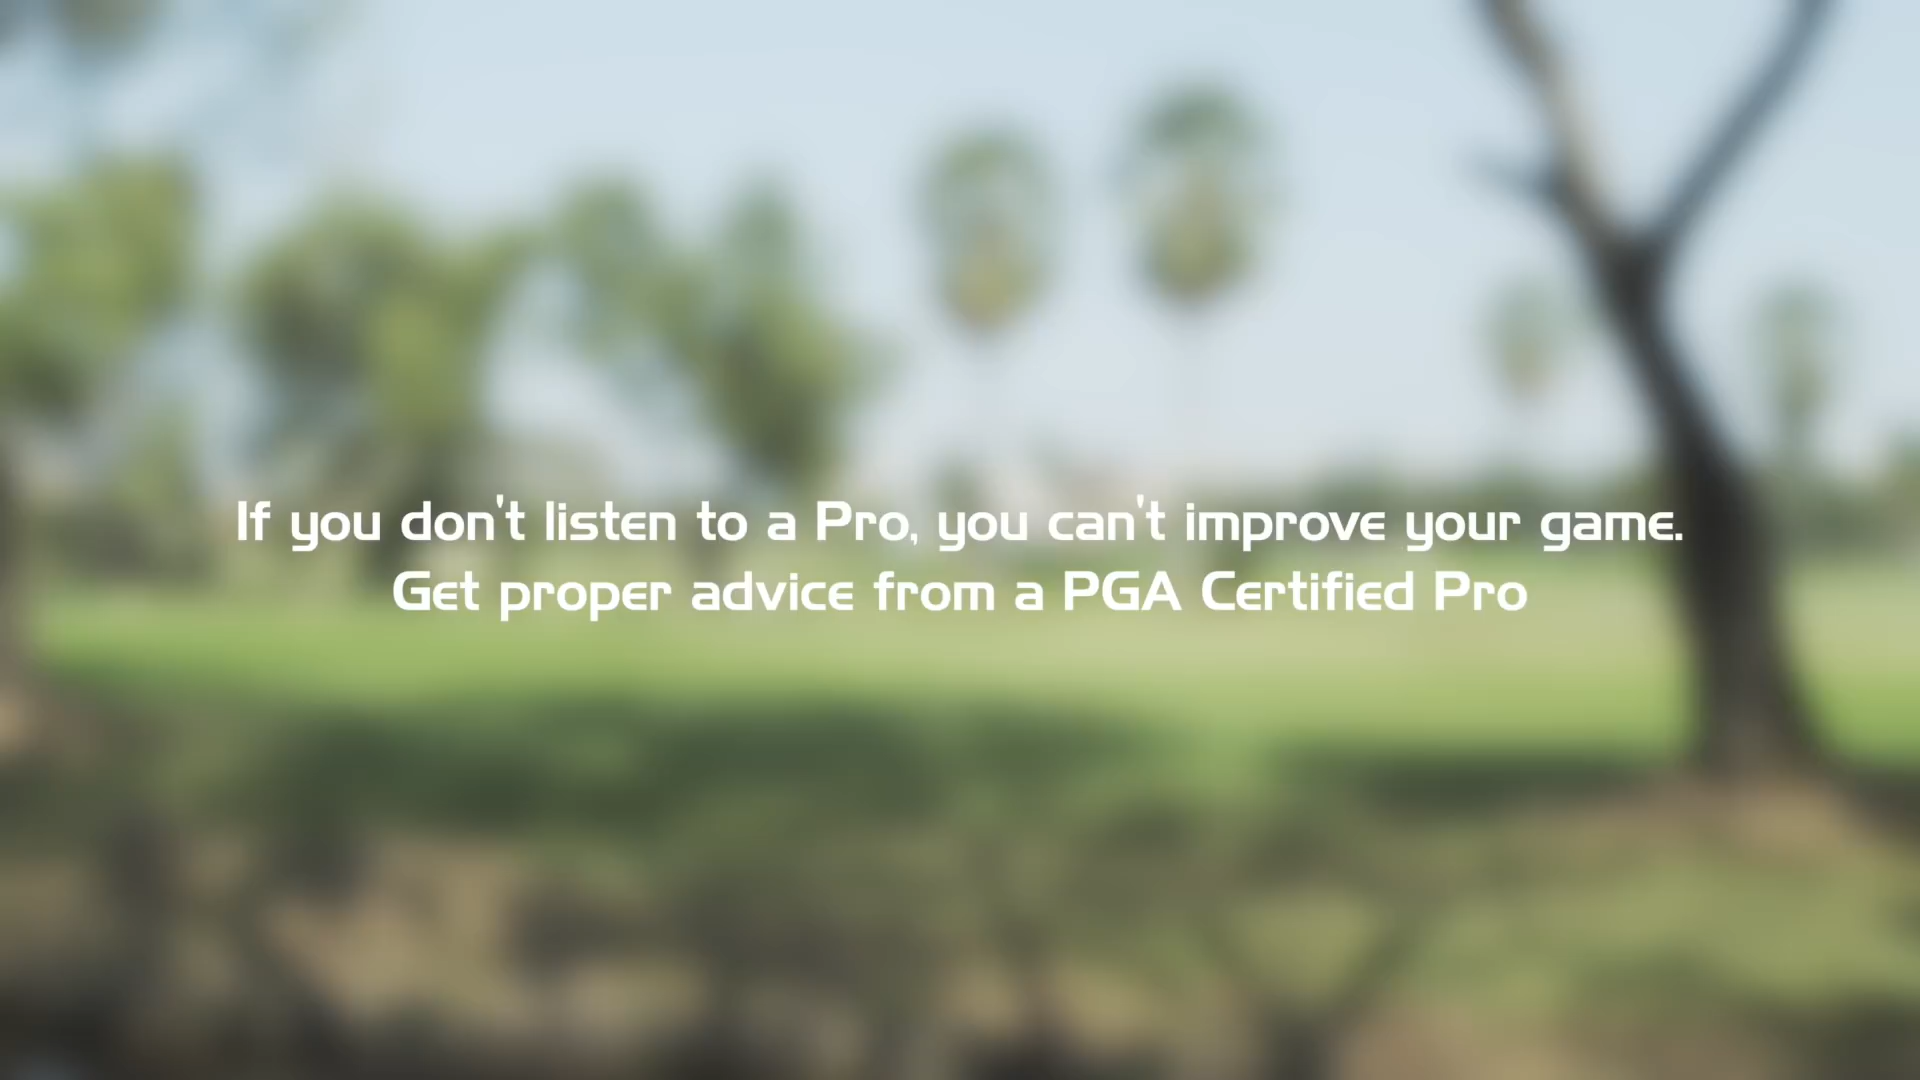 If you don't listen to a Pro, you can't improve your game.
Get proper advice from a PGA Certified Pro